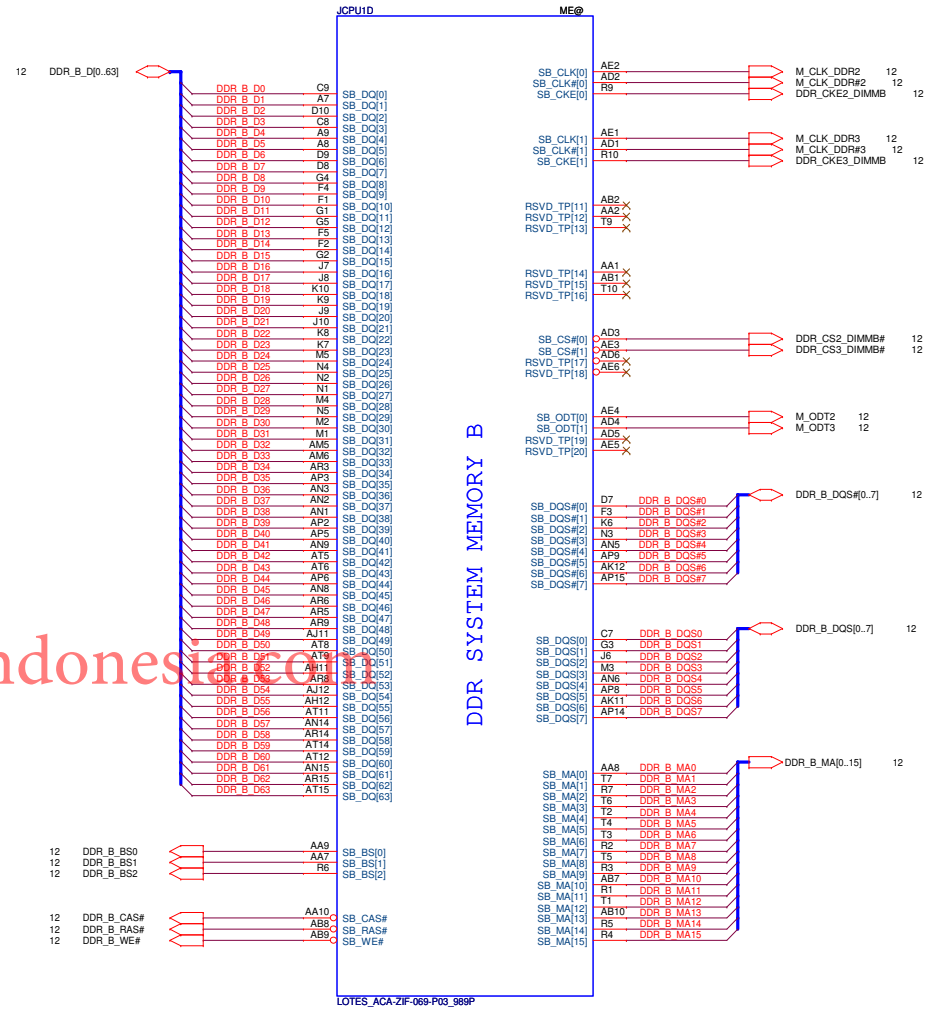 JCPU1D ME@
12 DDR_B_D[0..63]
DDR_B_D0 C9 SB_DQ[0]
DDR_B_D1 A7 SB_DQ[1]
DDR_B_D2 D10 SB_DQ[2]
DDR_B_D3 C8 SB_DQ[3]
DDR_B_D4 A9 SB_DQ[4]
DDR_B_D5 A8 SB_DQ[5]
DDR_B_D6 D9 SB_DQ[6]
DDR_B_D7 D8 SB_DQ[7]
DDR_B_D8 G4 SB_DQ[8]
DDR_B_D9 F4 SB_DQ[9]
DDR_B_D10 F1 SB_DQ[10]
DDR_B_D11 G1 SB_DQ[11]
DDR_B_D12 G5 SB_DQ[12]
DDR_B_D13 F5 SB_DQ[13]
DDR_B_D14 F2 SB_DQ[14]
DDR_B_D15 G2 SB_DQ[15]
DDR_B_D16 J7 SB_DQ[16]
DDR_B_D17 J8 SB_DQ[17]
DDR_B_D18 K10 SB_DQ[18]
DDR_B_D19 K9 SB_DQ[19]
DDR_B_D20 J9 SB_DQ[20]
DDR_B_D21 J10 SB_DQ[21]
DDR_B_D22 K8 SB_DQ[22]
DDR_B_D23 K7 SB_DQ[23]
DDR_B_D24 M5 SB_DQ[24]
DDR_B_D25 N4 SB_DQ[25]
DDR_B_D26 N2 SB_DQ[26]
DDR_B_D27 N1 SB_DQ[27]
DDR_B_D28 M4 SB_DQ[28]
DDR_B_D29 N5 SB_DQ[29]
DDR_B_D30 M2 SB_DQ[30]
DDR_B_D31 M1 SB_DQ[31]
DDR_B_D32 AM5 SB_DQ[32]
DDR_B_D33 AM6 SB_DQ[33]
DDR_B_D34 AR3 SB_DQ[34]
DDR_B_D35 AP3 SB_DQ[35]
DDR_B_D36 AN3 SB_DQ[36]
DDR_B_D37 AN2 SB_DQ[37]
DDR_B_D38 AN1 SB_DQ[38]
DDR_B_D39 AP2 SB_DQ[39]
DDR_B_D40 AP5 SB_DQ[40]
DDR_B_D41 AN9 SB_DQ[41]
DDR_B_D42 AT5 SB_DQ[42]
DDR_B_D43 AT6 SB_DQ[43]
DDR_B_D44 AP6 SB_DQ[44]
DDR_B_D45 AN8 SB_DQ[45]
DDR_B_D46 AR6 SB_DQ[46]
DDR_B_D47 AR5 SB_DQ[47]
DDR_B_D48 AR9 SB_DQ[48]
DDR_B_D49 AJ11 SB_DQ[49]
DDR_B_D50 AT8 SB_DQ[50]
DDR_B_D51 AT9 SB_DQ[51]
DDR_B_D52 AH11 SB_DQ[52]
DDR_B_D53 AR8 SB_DQ[53]
DDR_B_D54 AJ12 SB_DQ[54]
DDR_B_D55 AH12 SB_DQ[55]
DDR_B_D56 AT11 SB_DQ[56]
DDR_B_D57 AN14 SB_DQ[57]
DDR_B_D58 AR14 SB_DQ[58]
DDR_B_D59 AT14 SB_DQ[59]
DDR_B_D60 AT12 SB_DQ[60]
DDR_B_D61 AN15 SB_DQ[61]
DDR_B_D62 AR15 SB_DQ[62]
DDR_B_D63 AT15 SB_DQ[63]
ndonesia.com
12 DDR_B_BS0 AA9 SB_BS[0]
12 DDR_B_BS1 AA7 SB_BS[1]
12 DDR_B_BS2 R6 SB_BS[2]
12 DDR_B_CAS# AA10 SB_CAS#
12 DDR_B_RAS# AB8 SB_RAS#
12 DDR_B_WE# AB9 SB_WE#
DDR SYSTEM MEMORY B
SB_CLK[0] AE2 M_CLK_DDR2 12
SB_CLK#[0] AD2 M_CLK_DDR#2 12
SB_CKE[0] R9 DDR_CKE2_DIMMB 12
SB_CLK[1] AE1 M_CLK_DDR3 12
SB_CLK#[1] AD1 M_CLK_DDR#3 12
SB_CKE[1] R10 DDR_CKE3_DIMMB 12
RSVD_TP[11] AB2
RSVD_TP[12] AA2
RSVD_TP[13] T9
RSVD_TP[14] AA1
RSVD_TP[15] AB1
RSVD_TP[16] T10
SB_CS#[0] AD3 DDR_CS2_DIMMB# 12
SB_CS#[1] AE3 DDR_CS3_DIMMB# 12
RSVD_TP[17] AD6
RSVD_TP[18] AE6
SB_ODT[0] AE4 M_ODT2 12
SB_ODT[1] AD4 M_ODT3 12
RSVD_TP[19] AD5
RSVD_TP[20] AE5
DDR_B_DQS#[0..7] 12
SB_DQS#[0] D7 DDR_B_DQS#0
SB_DQS#[1] F3 DDR_B_DQS#1
SB_DQS#[2] K6 DDR_B_DQS#2
SB_DQS#[3] N3 DDR_B_DQS#3
SB_DQS#[4] AN5 DDR_B_DQS#4
SB_DQS#[5] AP9 DDR_B_DQS#5
SB_DQS#[6] AK12 DDR_B_DQS#6
SB_DQS#[7] AP15 DDR_B_DQS#7
DDR_B_DQS[0..7] 12
SB_DQS[0] C7 DDR_B_DQS0
SB_DQS[1] G3 DDR_B_DQS1
SB_DQS[2] J6 DDR_B_DQS2
SB_DQS[3] M3 DDR_B_DQS3
SB_DQS[4] AN6 DDR_B_DQS4
SB_DQS[5] AP8 DDR_B_DQS5
SB_DQS[6] AK11 DDR_B_DQS6
SB_DQS[7] AP14 DDR_B_DQS7
DDR_B_MA[0..15] 12
SB_MA[0] AA8 DDR_B_MA0
SB_MA[1] T7 DDR_B_MA1
SB_MA[2] R7 DDR_B_MA2
SB_MA[3] T6 DDR_B_MA3
SB_MA[4] T2 DDR_B_MA4
SB_MA[5] T4 DDR_B_MA5
SB_MA[6] T3 DDR_B_MA6
SB_MA[7] R2 DDR_B_MA7
SB_MA[8] T5 DDR_B_MA8
SB_MA[9] R3 DDR_B_MA9
SB_MA[10] AB7 DDR_B_MA10
SB_MA[11] R1 DDR_B_MA11
SB_MA[12] T1 DDR_B_MA12
SB_MA[13] AB10 DDR_B_MA13
SB_MA[14] R5 DDR_B_MA14
SB_MA[15] R4 DDR_B_MA15
LOTES_ACA-ZIF-069-P03_989P